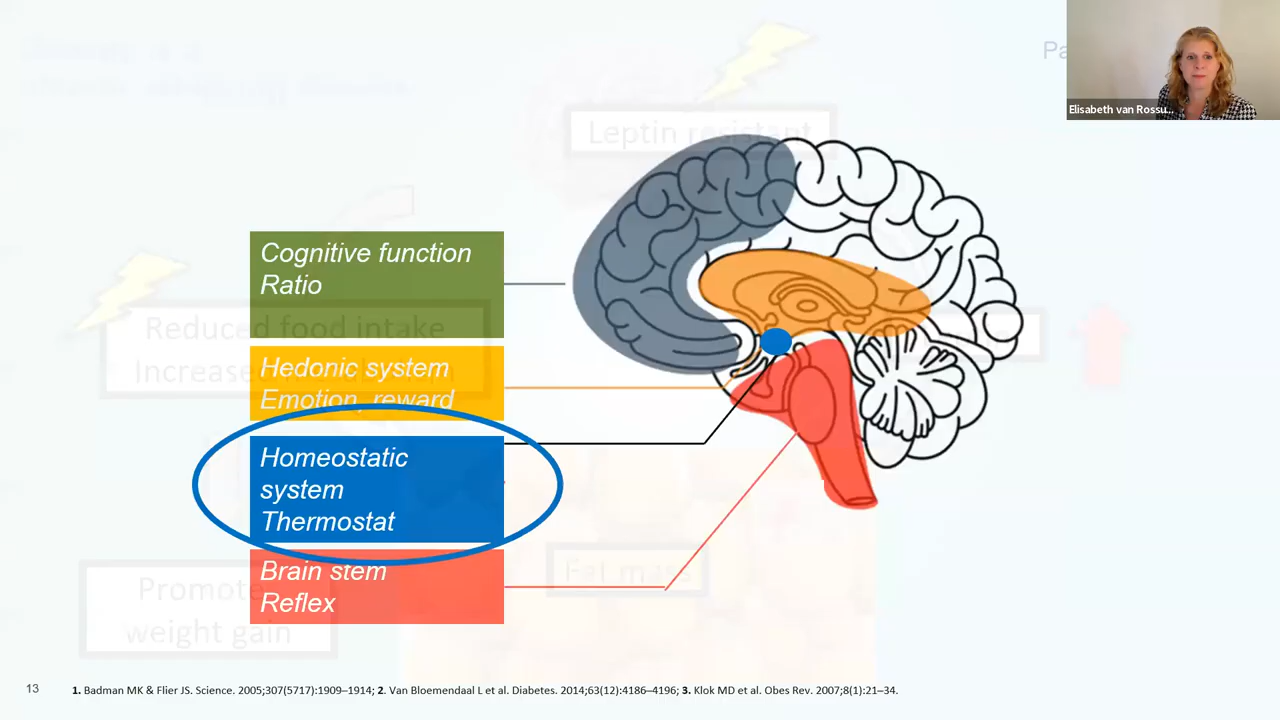 Pa
Elisabeth van Rossu...
Leptin resistant
Cognitive function
Ratio
Reduced food intake
Increased
Hedonic system
Emotion, reward
Homeostatic
system
Thermostat
Brain stem
Reflex
Fat mass
Promote
weight gain
13
1. Badman MK & Flier JS. Science. 2005;307(5717):1909–1914; 2. Van Bloemendaal L et al. Diabetes. 2014;63(12):4186–4196; 3. Klok MD et al. Obes Rev. 2007;8(1):21–34.